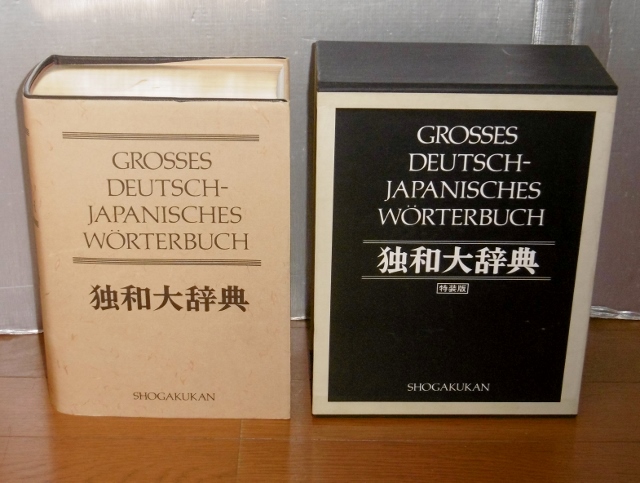 GROSSES
DEUTSCH-
JAPANISCHES
WÖRTERBUCH
独和大辞典
SHOGAKUKAN
GROSSES
DEUTSCH-
JAPANISCHES
WÖRTERBUCH
独和大辞典
特装版
SHOGAKUKAN